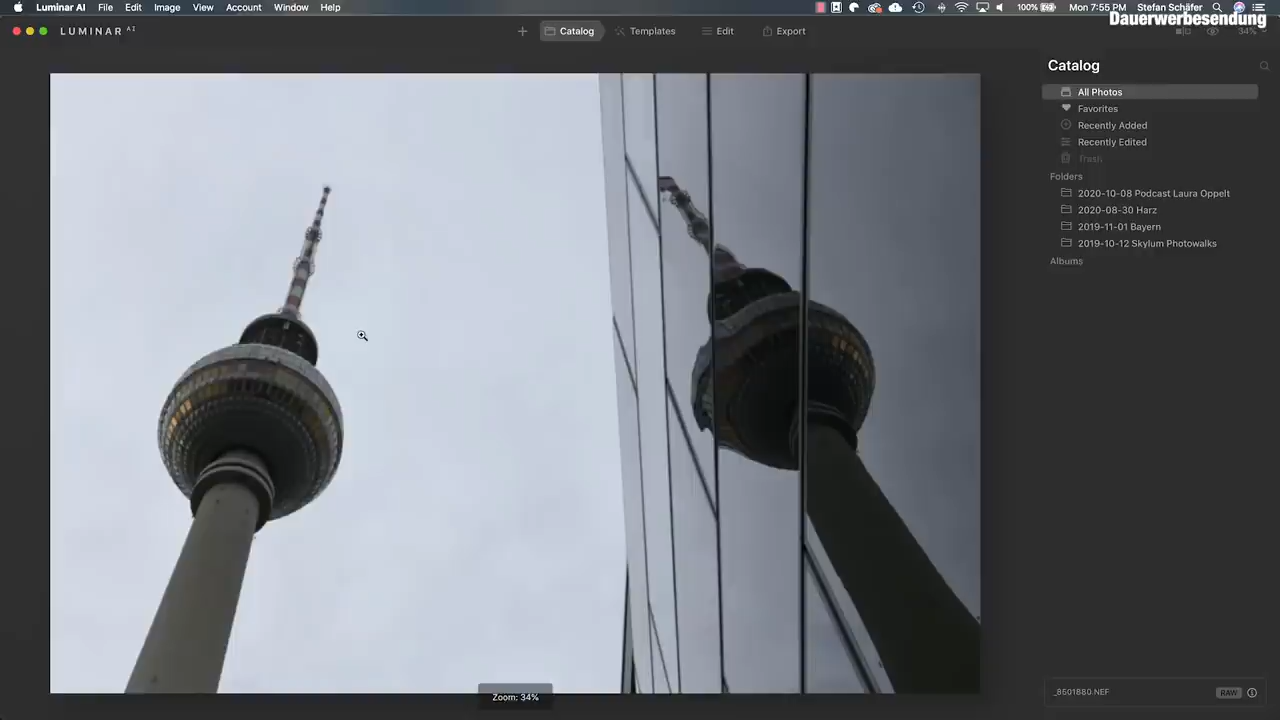 Luminar AI File Edit Image View Account Window Help
100% Mon 7:55 PM Stefan Schäfer
Dauerwerbesendung
LUMINAR AI
Catalog Templates Edit Export
34%
Catalog
All Photos
Favorites
Recently Added
Recently Edited
Trash
Folders
2020-10-08 Podcast Laura Oppelt
2020-08-30 Harz
2019-11-01 Bayern
2019-10-12 Skylum Photowalks
Albums
Zoom: 34%
_8501880.NEF RAW